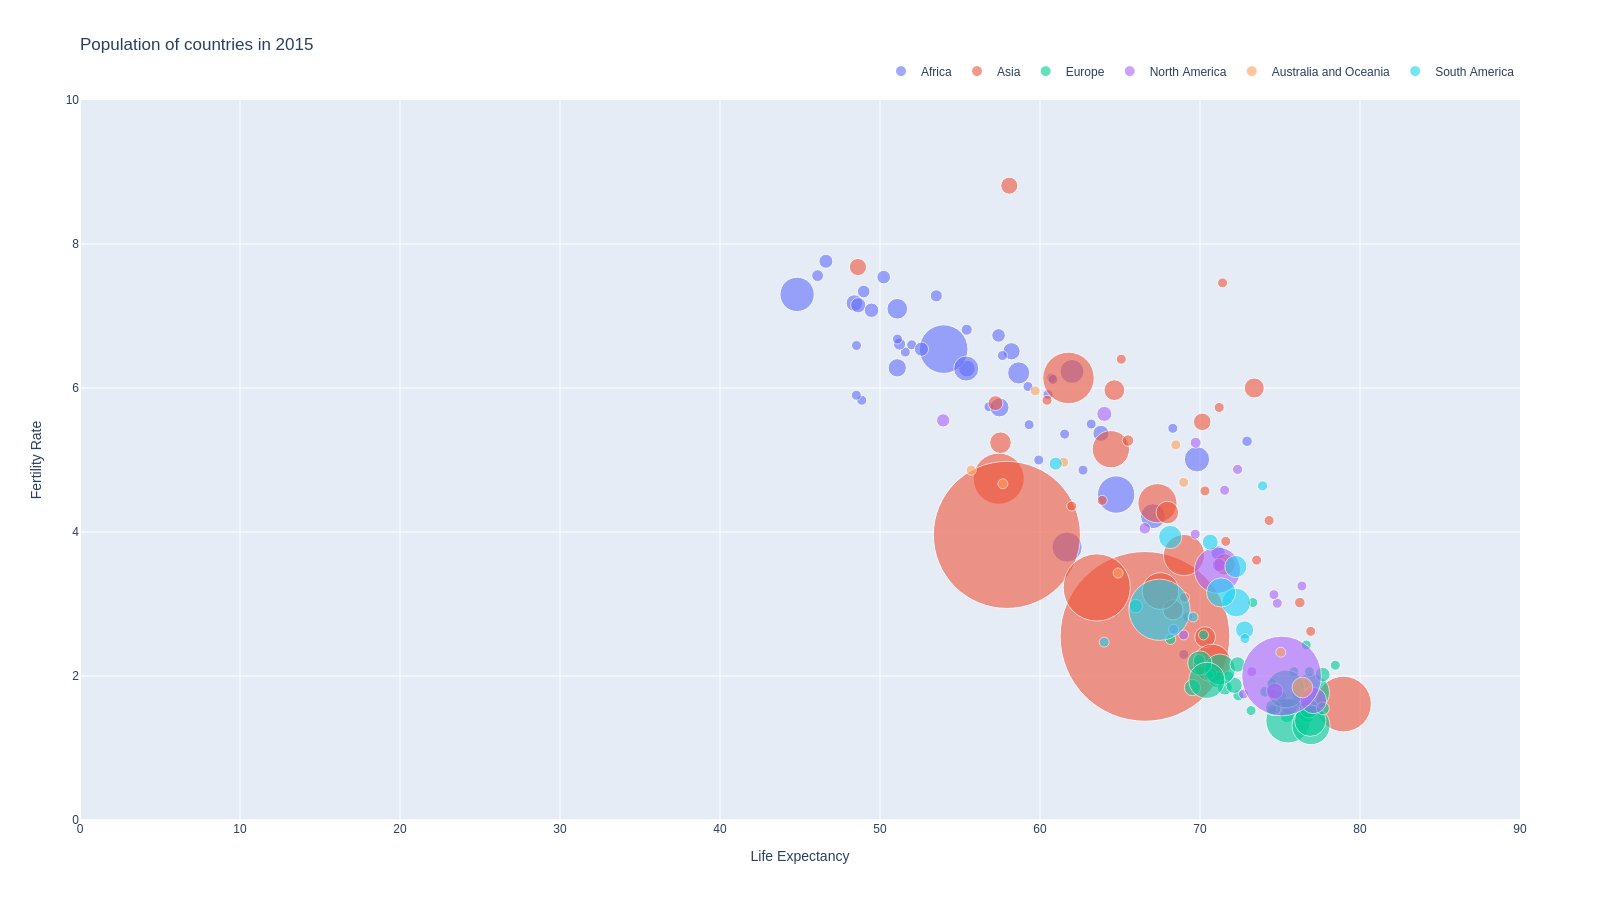 Population of countries in 2015
Africa Asia Europe North America Australia and Oceania South America
10
8
6
4
2
0
Fertility Rate
0 10 20 30 40 50 60 70 80 90
Life Expectancy